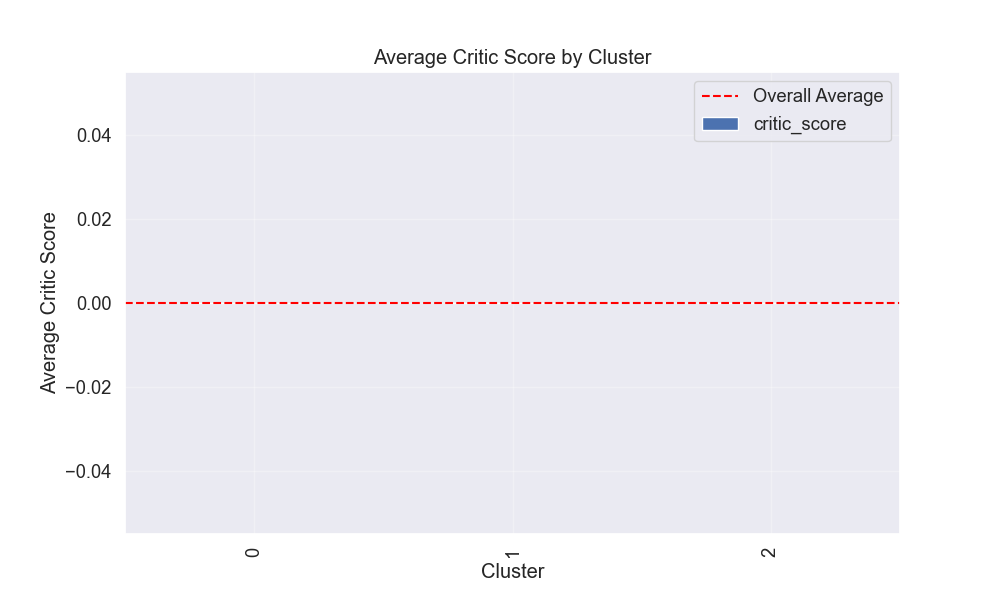 Average Critic Score by Cluster
Overall Average
critic_score
0.04
0.02
0.00
−0.02
−0.04
Average Critic Score
0
1
2
Cluster